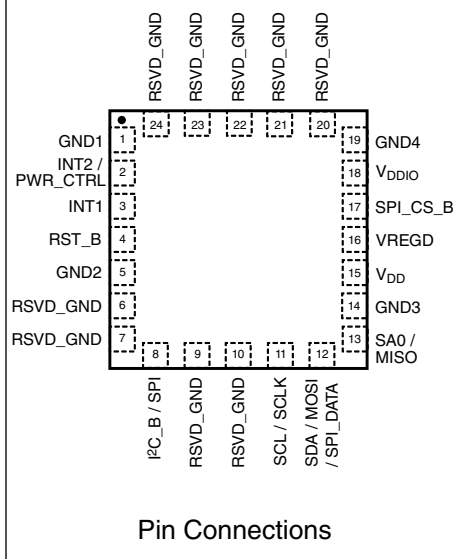 RSVD_GND
RSVD_GND
RSVD_GND
RSVD_GND
RSVD_GND
24
23
22
21
20
GND1
1
INT2 /
PWR_CTRL
2
INT1
3
RST_B
4
GND2
5
RSVD_GND
6
RSVD_GND
7
19
GND4
18
VDDIO
17
SPI_CS_B
16
VREGD
15
VDD
14
GND3
13
SA0 /
MISO
8
9
10
11
12
I²C_B / SPI
RSVD_GND
RSVD_GND
SCL / SCLK
SDA / MOSI
/ SPI_DATA
Pin Connections